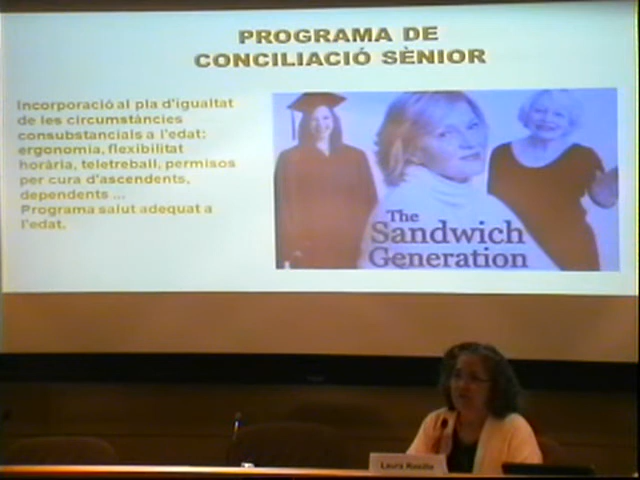 PROGRAMA DE
CONCILIACIÓ SÈNIOR
Incorporació al pla d'igualtat
de les circumstàncies
consubstancials a l'edat:
ergonomia, flexibilitat
horària, teletreball, permisos
per cura d'ascendents,
dependents ...
Programa salut adequat a
l'edat.
The
Sandwich
Generation
Laura